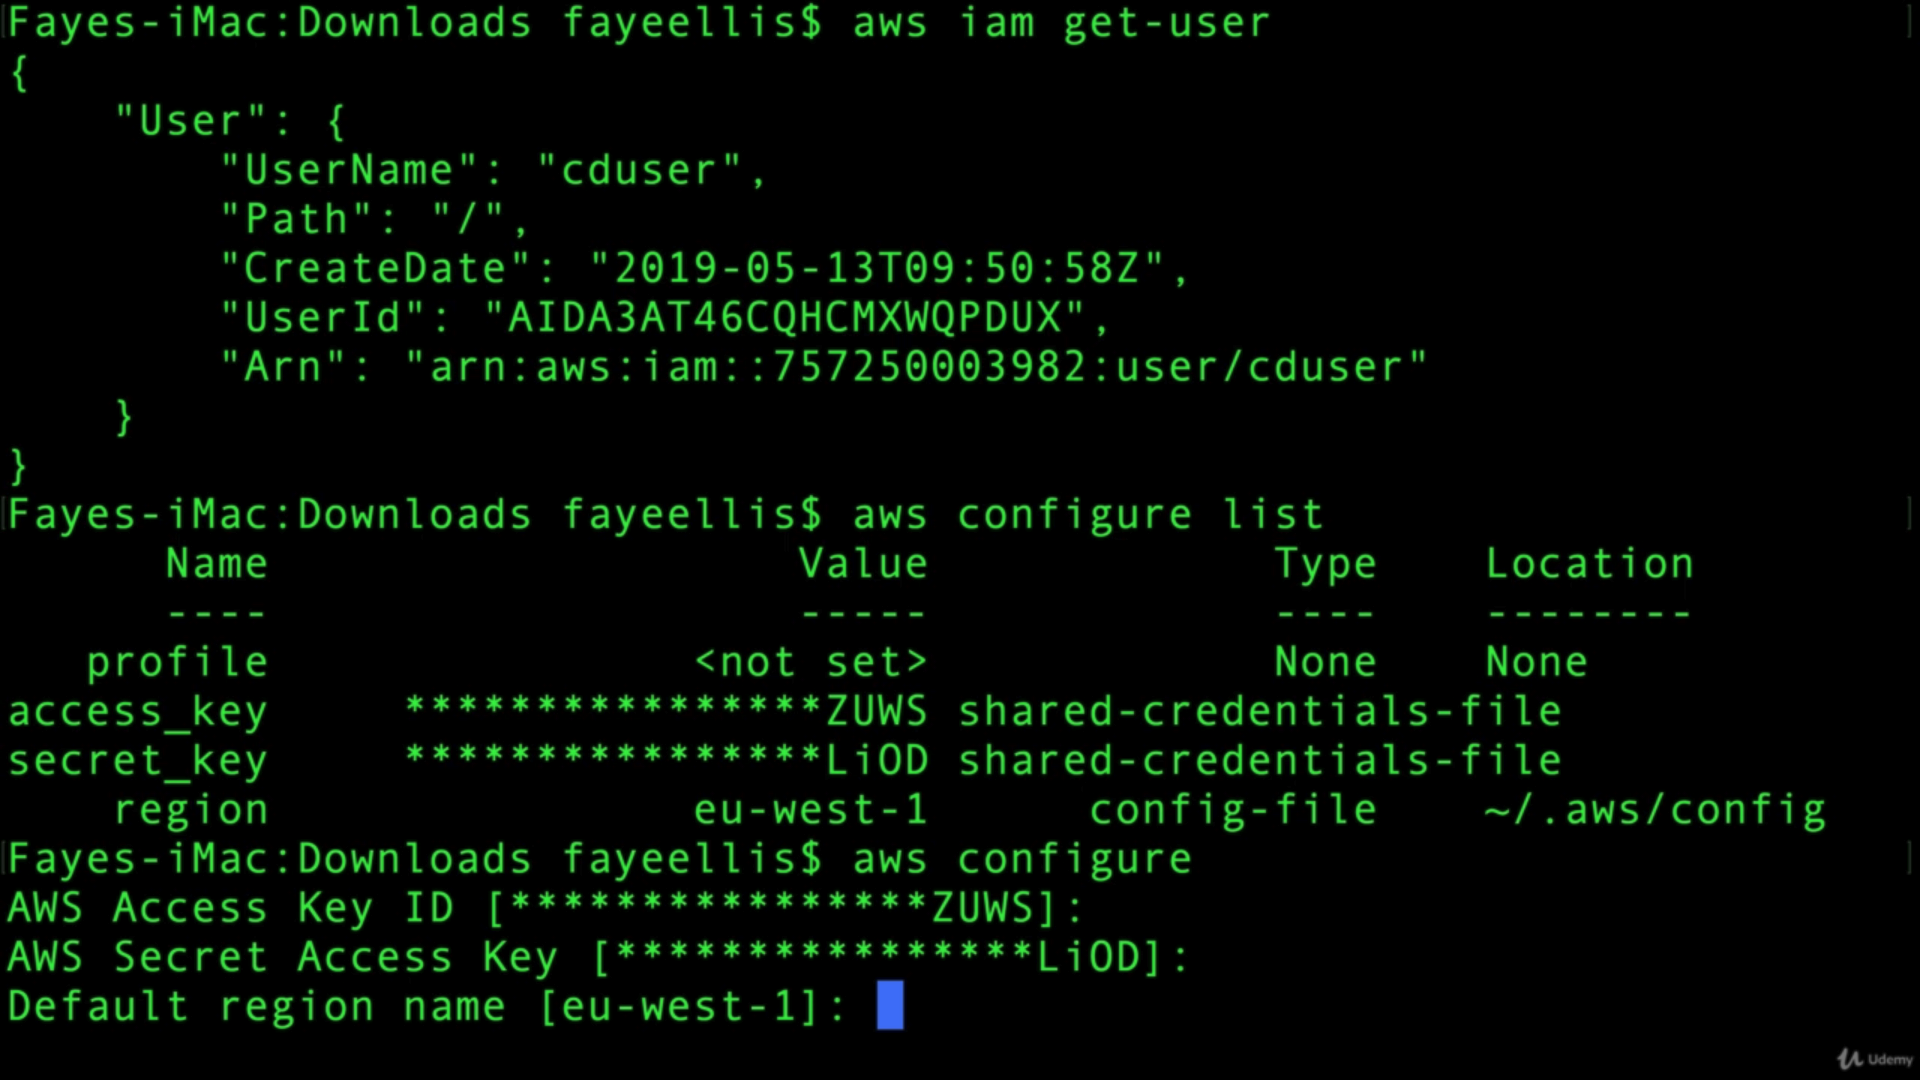 Fayes-iMac:Downloads fayeellis$ aws iam get-user
{
    "User": {
        "UserName": "cduser",
        "Path": "/",
        "CreateDate": "2019-05-13T09:50:58Z",
        "UserId": "AIDA3AT46CQHCMXWQPDUX",
        "Arn": "arn:aws:iam::757250003982:user/cduser"
    }
}
Fayes-iMac:Downloads fayeellis$ aws configure list
      Name                    Value             Type    Location
      ----                    -----             ----    --------
   profile                <not set>             None    None
access_key     ****************ZUWS shared-credentials-file
secret_key     ****************LiOD shared-credentials-file
    region                eu-west-1      config-file    ~/.aws/config
Fayes-iMac:Downloads fayeellis$ aws configure
AWS Access Key ID [****************ZUWS]:
AWS Secret Access Key [****************LiOD]:
Default region name [eu-west-1]:
Udemy